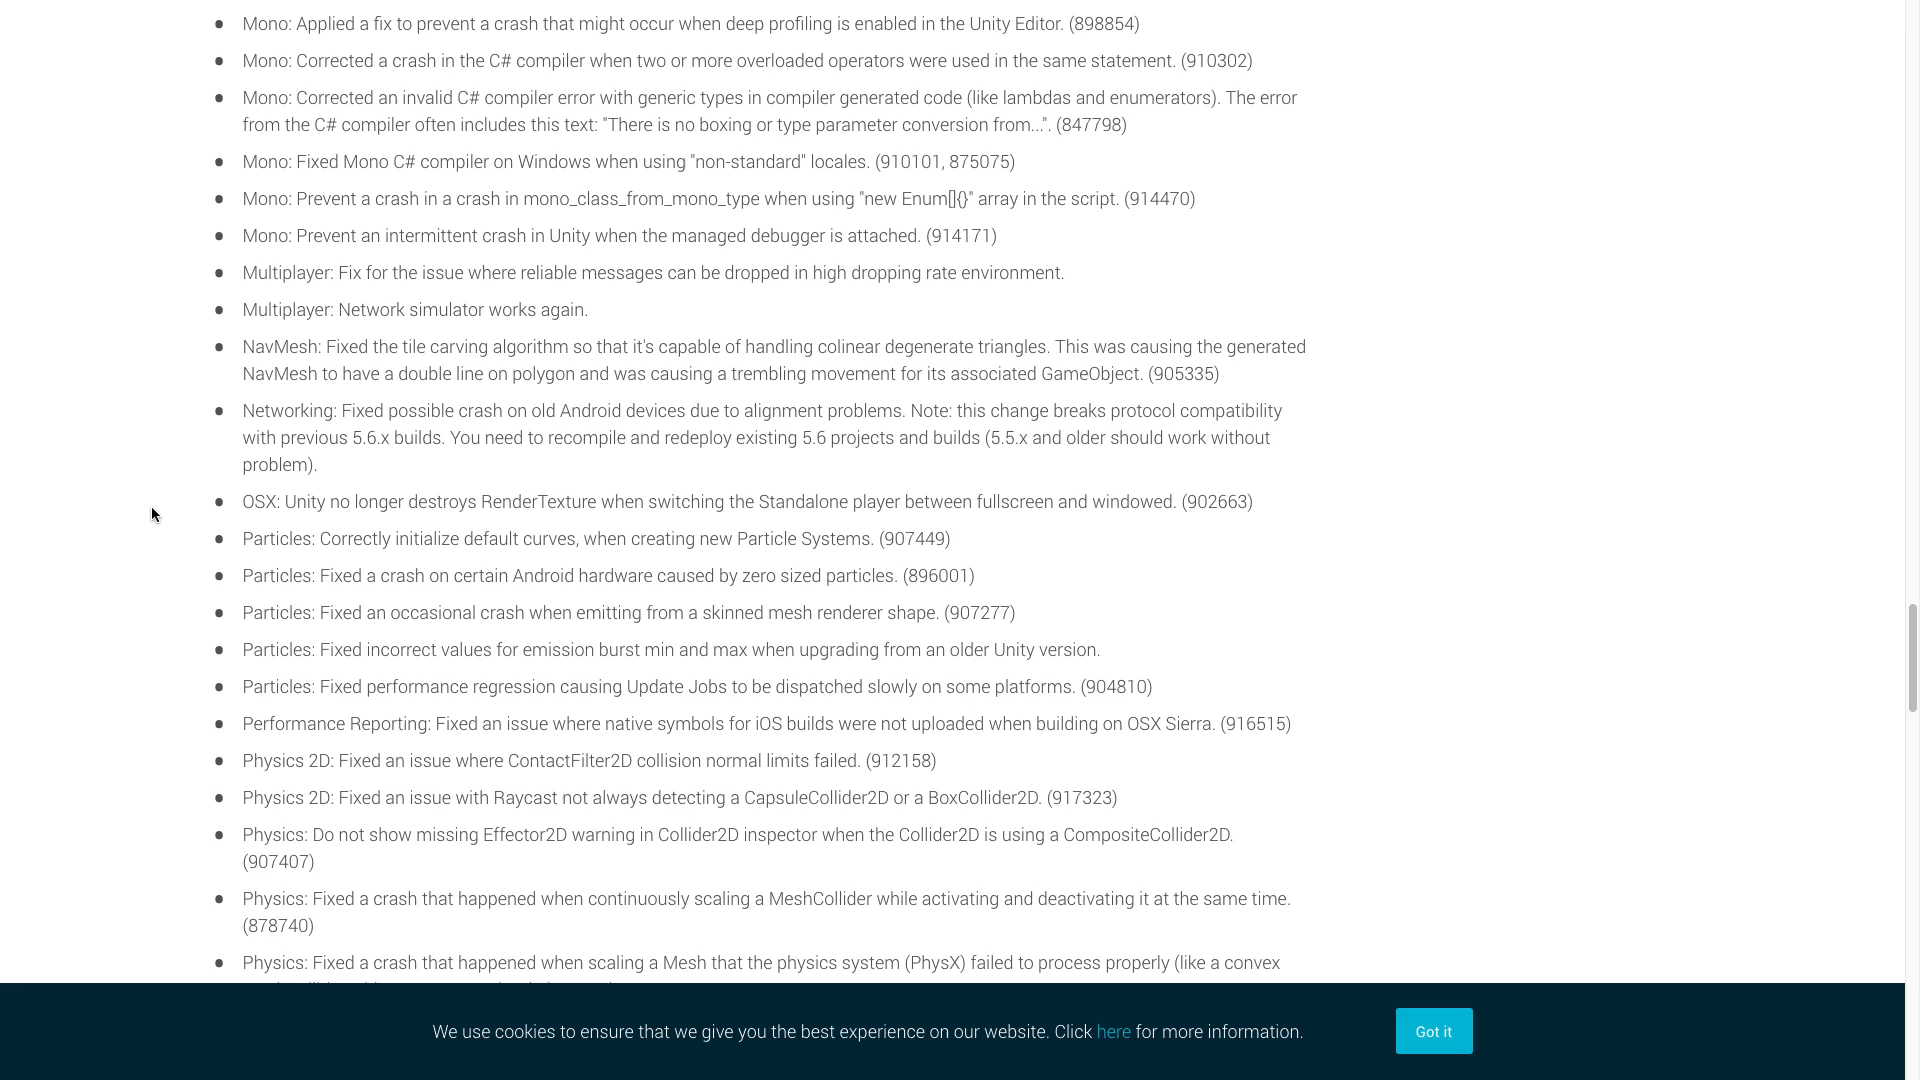 Mono: Applied a fix to prevent a crash that might occur when deep profiling is enabled in the Unity Editor. (898854)
Mono: Corrected a crash in the C# compiler when two or more overloaded operators were used in the same statement. (910302)
Mono: Corrected an invalid C# compiler error with generic types in compiler generated code (like lambdas and enumerators). The error
from the C# compiler often includes this text: "There is no boxing or type parameter conversion from...". (847798)
Mono: Fixed Mono C# compiler on Windows when using "non-standard" locales. (910101, 875075)
Mono: Prevent a crash in a crash in mono_class_from_mono_type when using "new Enum[]{}" array in the script. (914470)
Mono: Prevent an intermittent crash in Unity when the managed debugger is attached. (914171)
Multiplayer: Fix for the issue where reliable messages can be dropped in high dropping rate environment.
Multiplayer: Network simulator works again.
NavMesh: Fixed the tile carving algorithm so that it's capable of handling colinear degenerate triangles. This was causing the generated
NavMesh to have a double line on polygon and was causing a trembling movement for its associated GameObject. (905335)
Networking: Fixed possible crash on old Android devices due to alignment problems. Note: this change breaks protocol compatibility
with previous 5.6.x builds. You need to recompile and redeploy existing 5.6 projects and builds (5.5.x and older should work without
problem).
OSX: Unity no longer destroys RenderTexture when switching the Standalone player between fullscreen and windowed. (902663)
Particles: Correctly initialize default curves, when creating new Particle Systems. (907449)
Particles: Fixed a crash on certain Android hardware caused by zero sized particles. (896001)
Particles: Fixed an occasional crash when emitting from a skinned mesh renderer shape. (907277)
Particles: Fixed incorrect values for emission burst min and max when upgrading from an older Unity version.
Particles: Fixed performance regression causing Update Jobs to be dispatched slowly on some platforms. (904810)
Performance Reporting: Fixed an issue where native symbols for iOS builds were not uploaded when building on OSX Sierra. (916515)
Physics 2D: Fixed an issue where ContactFilter2D collision normal limits failed. (912158)
Physics 2D: Fixed an issue with Raycast not always detecting a CapsuleCollider2D or a BoxCollider2D. (917323)
Physics: Do not show missing Effector2D warning in Collider2D inspector when the Collider2D is using a CompositeCollider2D.
(907407)
Physics: Fixed a crash that happened when continuously scaling a MeshCollider while activating and deactivating it at the same time.
(878740)
Physics: Fixed a crash that happened when scaling a Mesh that the physics system (PhysX) failed to process properly (like a convex
We use cookies to ensure that we give you the best experience on our website. Click here for more information.
Got it